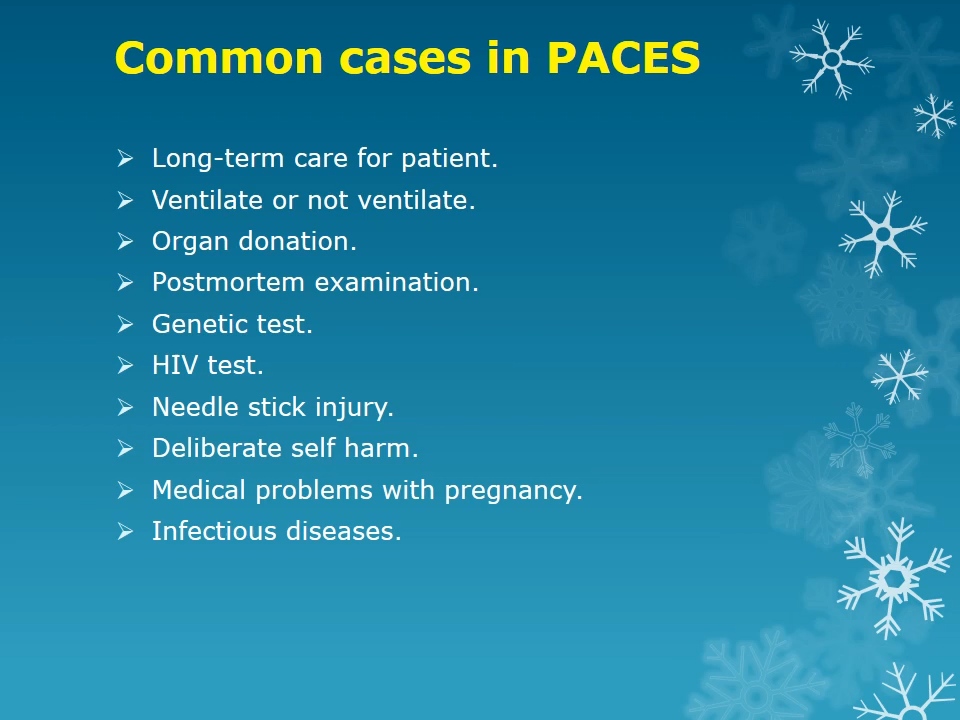 Common cases in PACES
Long-term care for patient.
Ventilate or not ventilate.
Organ donation.
Postmortem examination.
Genetic test.
HIV test.
Needle stick injury.
Deliberate self harm.
Medical problems with pregnancy.
Infectious diseases.